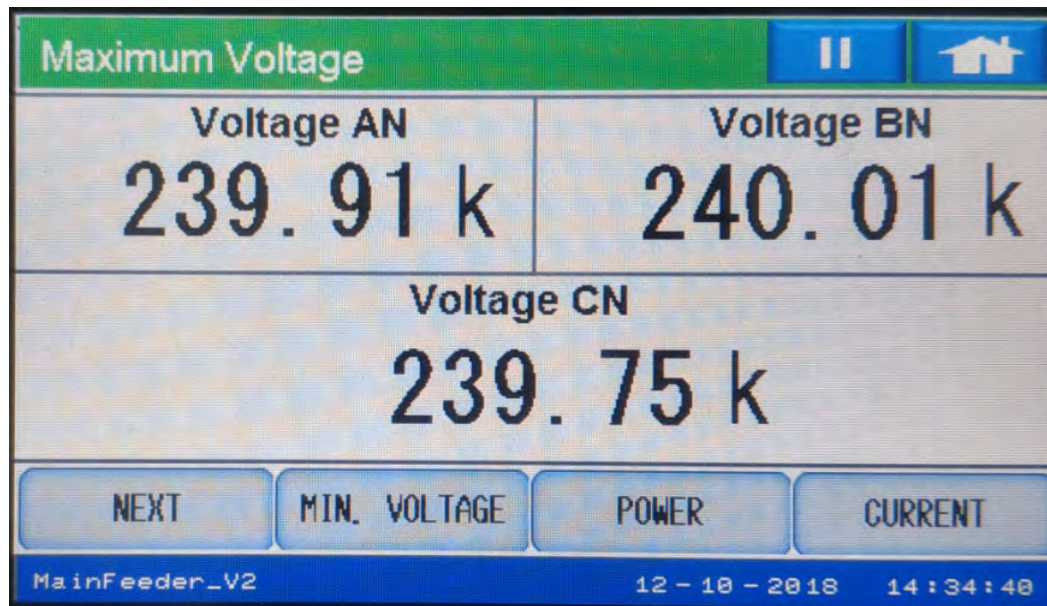 Maximum Voltage
Voltage AN
239.91 k
Voltage BN
240.01 k
Voltage CN
239.75 k
NEXT
MIN. VOLTAGE
POWER
CURRENT
MainFeeder_V2
12-10-2018
14:34:40